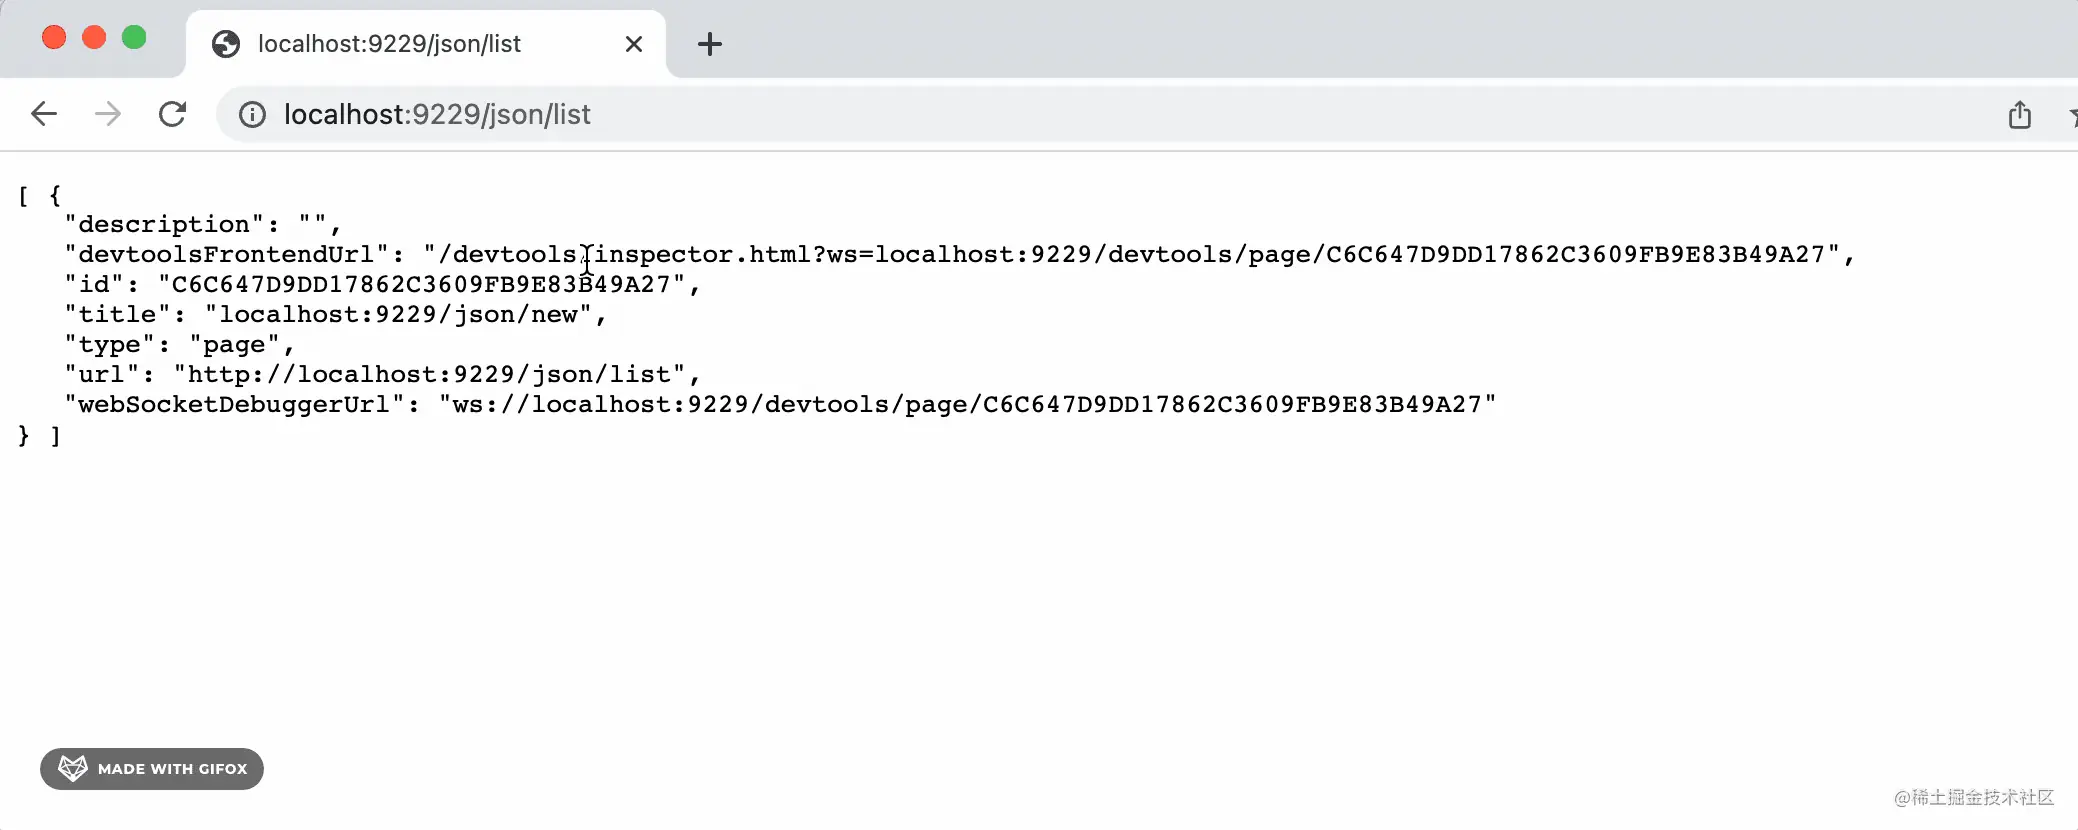 localhost:9229/json/list
localhost:9229/json/list
[ {
"description": "",
"devtoolsFrontendUrl": "/devtools/inspector.html?ws=localhost:9229/devtools/page/C6C647D9DD17862C3609FB9E83B49A27",
"id": "C6C647D9DD17862C3609FB9E83B49A27",
"title": "localhost:9229/json/new",
"type": "page",
"url": "http://localhost:9229/json/list",
"webSocketDebuggerUrl": "ws://localhost:9229/devtools/page/C6C647D9DD17862C3609FB9E83B49A27"
} ]
MADE WITH GIFOX
@稀土掘金技术社区